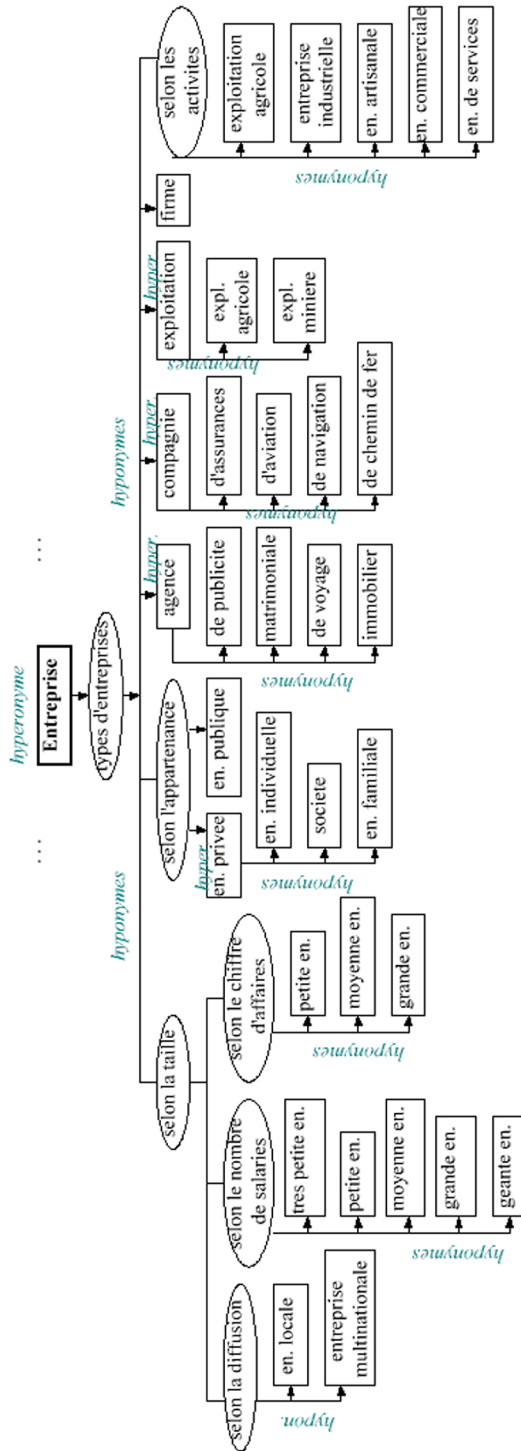 hyperonyme
... Entreprise ...
types d'entreprises
hyponymes
hyponymes
selon la taille
selon l'appartenance
hyper.
agence
hyper
compagnie
hyper
exploitation
firme
selon les
activites
selon la diffusion
en. locale
entreprise
multinationale
hypon.
selon le nombre
de salaries
tres petite en.
petite en.
moyenne en.
grande en.
geante en.
hyponymes
selon le chiffre
d'affaires
petite en.
moyenne en.
grande en.
hyponymes
en. privee
hyper
en. publique
en. individuelle
societe
en. familiale
hyponymes
de publicite
matrimoniale
de voyage
immobilier
hyponymes
d'assurances
d'aviation
de navigation
de chemin de fer
hyponymes
expl.
agricole
expl.
miniere
hyponymes
exploitation
agricole
entreprise
industrielle
en. artisanale
en. commerciale
en. de services
hyponymes